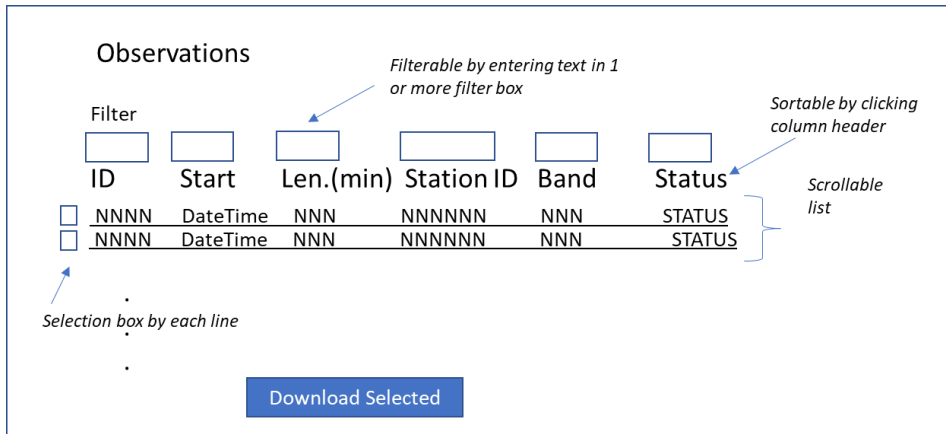 Observations
Filterable by entering text in 1
or more filter box
Sortable by clicking
column header
Filter
ID Start Len.(min) Station ID Band Status
Scrollable
list
NNNN DateTime NNN NNNNNN NNN STATUS
NNNN DateTime NNN NNNNNN NNN STATUS
.
Selection box by each line
.
.
Download Selected